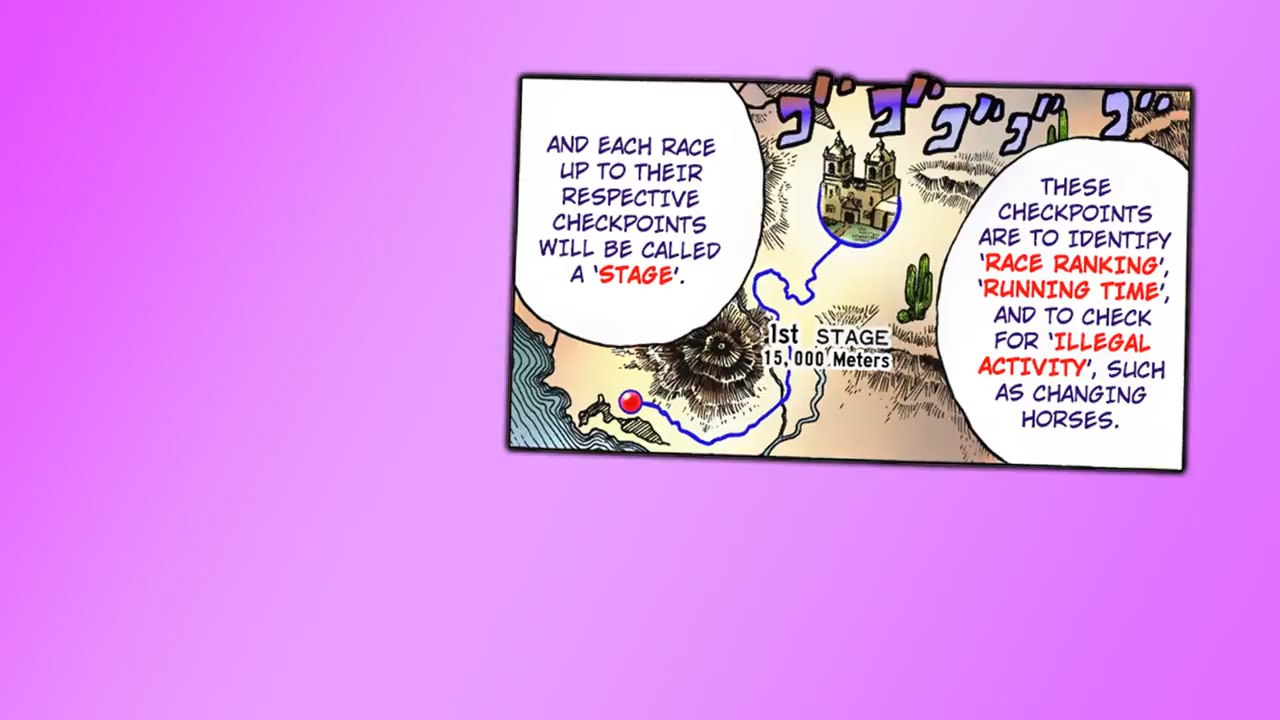 AND EACH RACE
UP TO THEIR
RESPECTIVE
CHECKPOINTS
WILL BE CALLED
A ‘STAGE’.
ゴゴゴゴゴ
1st STAGE
15,000 Meters
THESE
CHECKPOINTS
ARE TO IDENTIFY
‘RACE RANKING’,
‘RUNNING TIME’,
AND TO CHECK
FOR ‘ILLEGAL
ACTIVITY’, SUCH
AS CHANGING
HORSES.